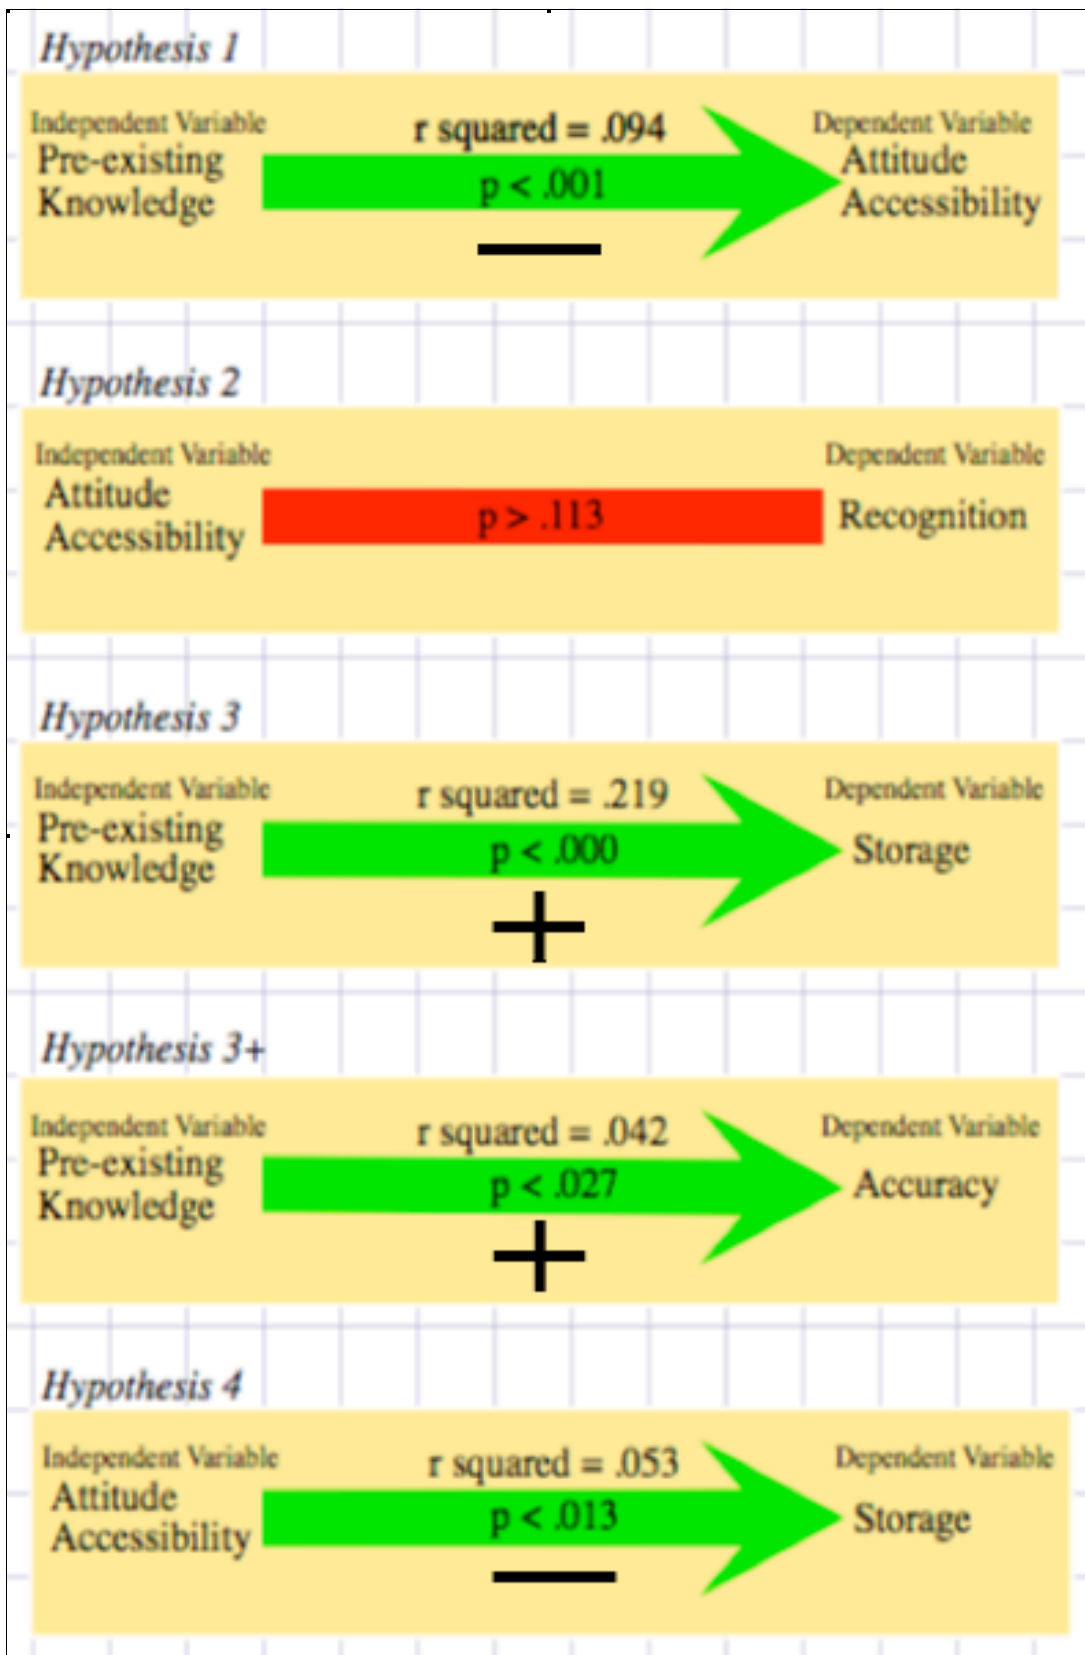 Hypothesis 1
Independent Variable
Pre-existing
Knowledge
r squared = .094
p < .001
Dependent Variable
Attitude
Accessibility
Hypothesis 2
Independent Variable
Attitude
Accessibility
p > .113
Dependent Variable
Recognition
Hypothesis 3
Independent Variable
Pre-existing
Knowledge
r squared = .219
p < .000
+
Dependent Variable
Storage
Hypothesis 3+
Independent Variable
Pre-existing
Knowledge
r squared = .042
p < .027
+
Dependent Variable
Accuracy
Hypothesis 4
Independent Variable
Attitude
Accessibility
r squared = .053
p < .013
Dependent Variable
Storage